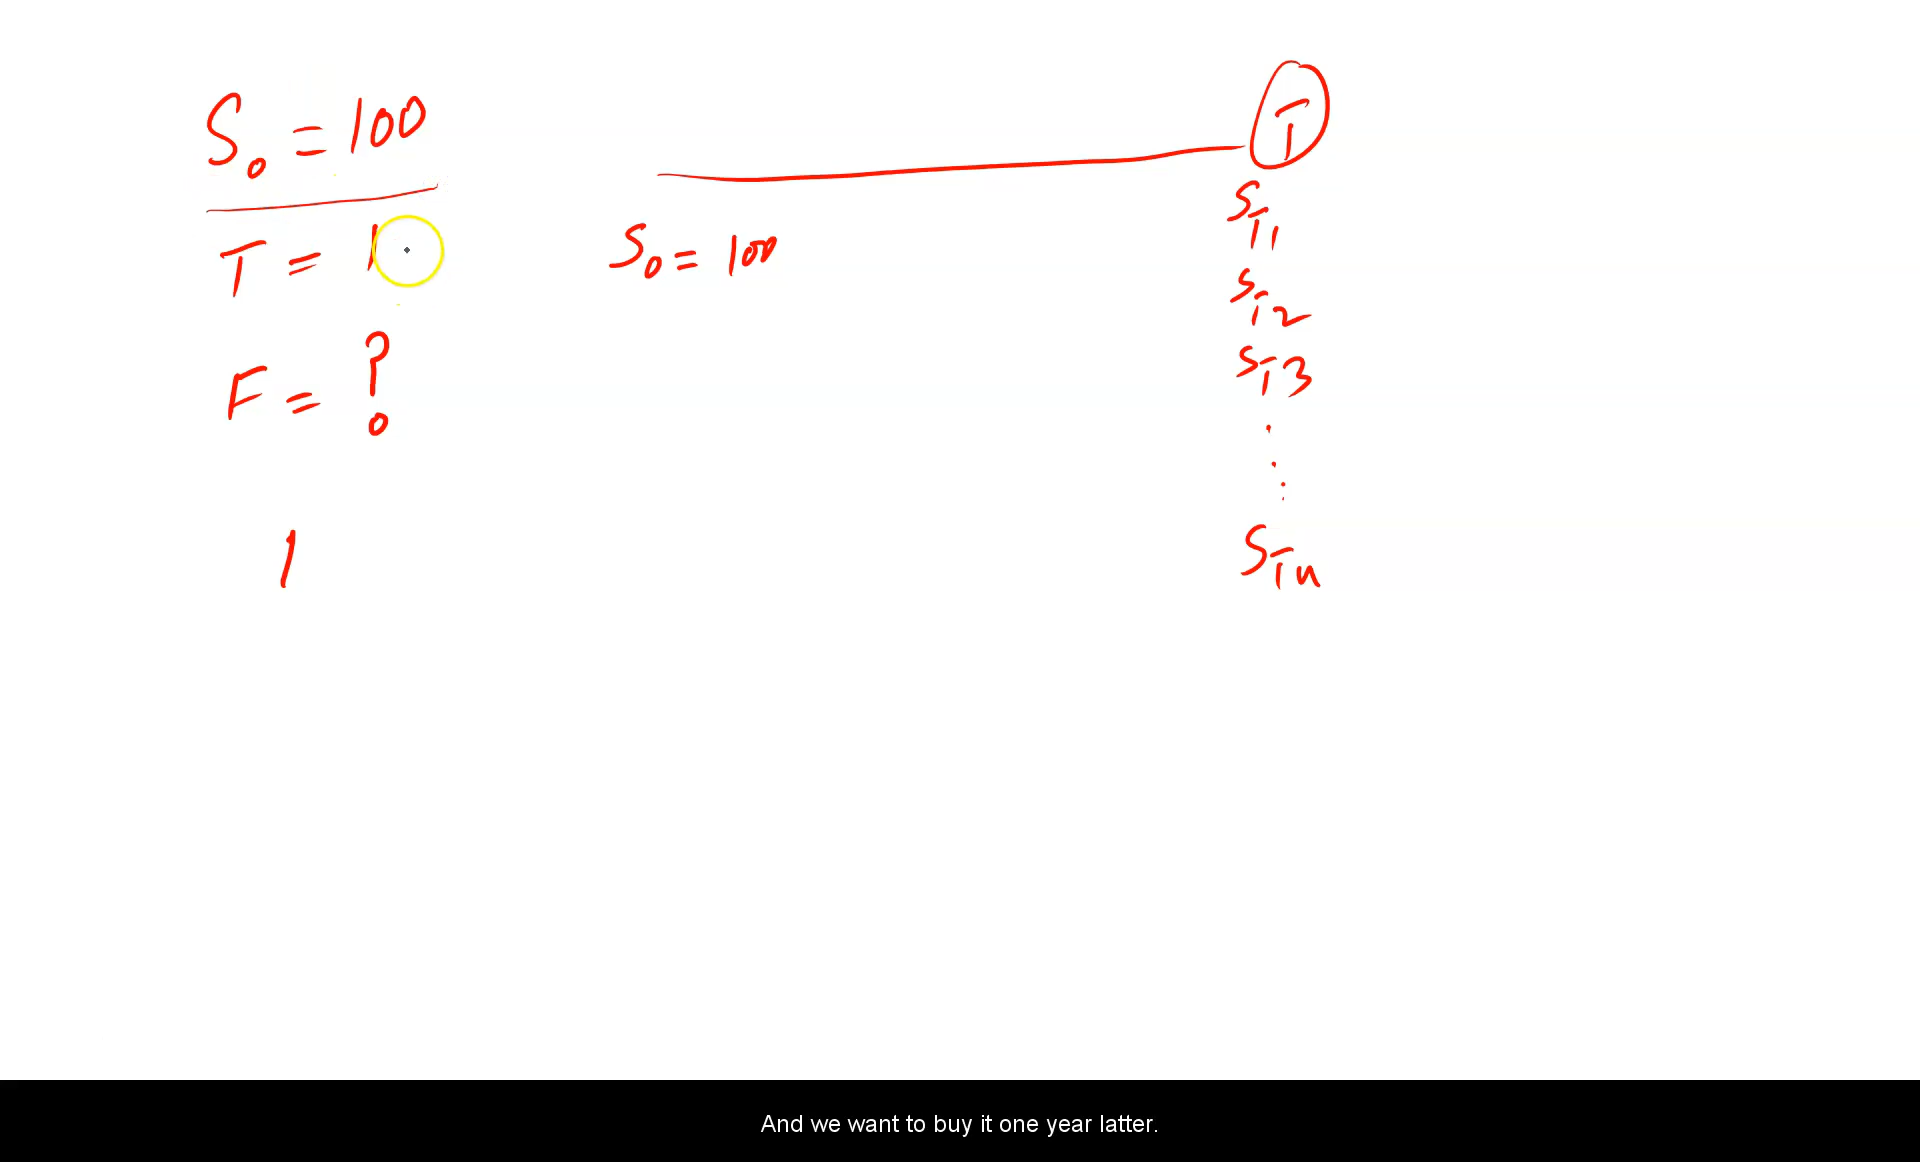 S₀ = 100
T = 1
F = ?
1
S₀ = 100
T
S_T1
S_T2
S_T3
.
.
.
S_Tn
And we want to buy it one year latter.